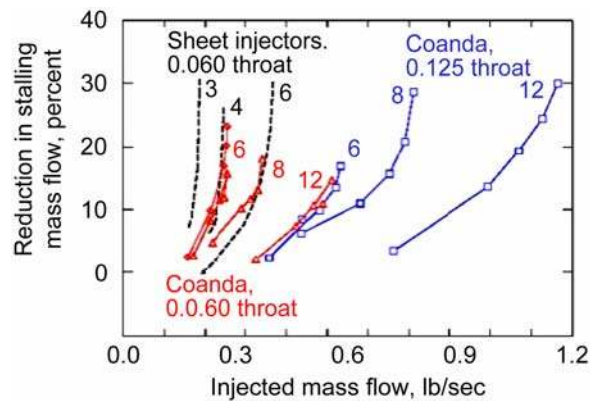 40
30
20
10
0
Reduction in stalling
mass flow, percent
Sheet injectors.
0.060 throat
3
4
6
6
8
12
Coanda,
0.0.60 throat
Coanda,
0.125 throat
6
8
12
0.0
0.3
0.6
0.9
1.2
Injected mass flow, lb/sec